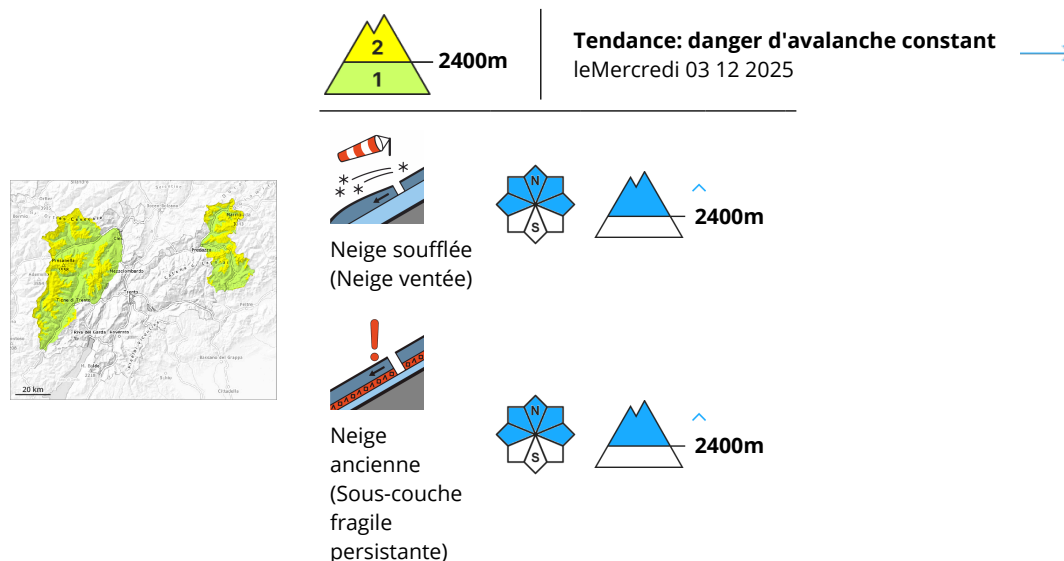 2
1
2400m
Tendance: danger d'avalanche constant
leMercredi 03 12 2025
N
S
2400m
Neige soufflée
(Neige ventée)
20 km
N
S
2400m
Neige
ancienne
(Sous-couche
fragile
persistante)